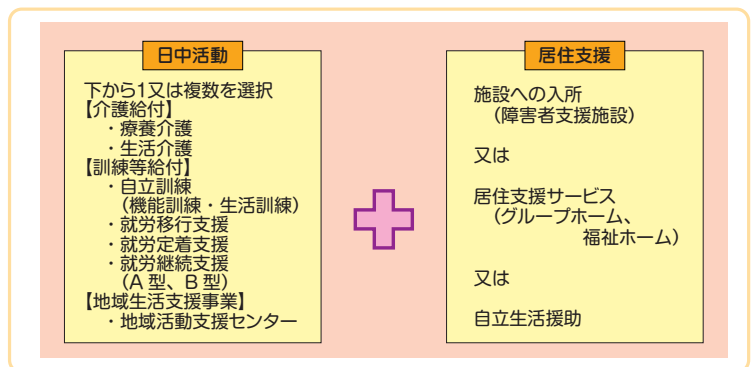 日中活動
下から1又は複数を選択
【介護給付】
・療養介護
・生活介護
【訓練等給付】
・自立訓練
（機能訓練・生活訓練）
・就労移行支援
・就労定着支援
・就労継続支援
（A 型、B 型）
【地域生活支援事業】
・地域活動支援センター
居住支援
施設への入所
（障害者支援施設）
又は
居住支援サービス
（グループホーム、
福祉ホーム）
又は
自立生活援助